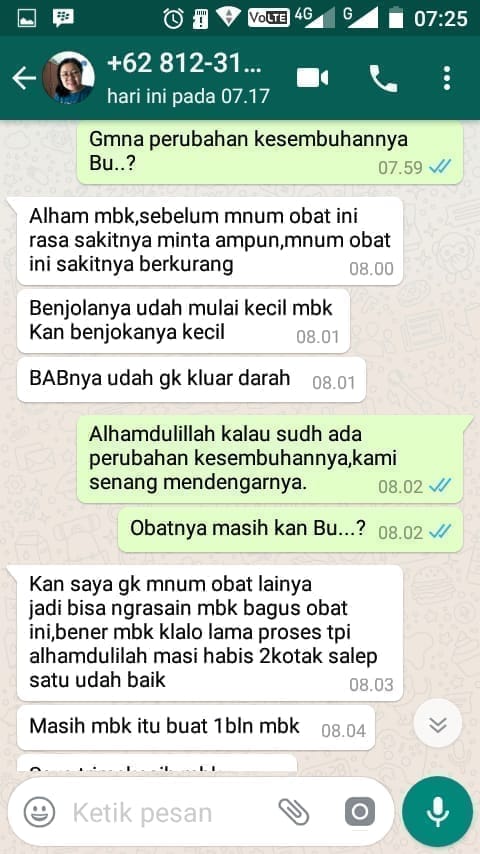 VoLTE 4G G 07:25
+62 812-31...
hari ini pada 07.17
Gmna perubahan kesembuhannya
Bu..? 07.59
Alham mbk,sebelum mnum obat ini
rasa sakitnya minta ampun,mnum obat
ini sakitnya berkurang 08.00
Benjolanya udah mulai kecil mbk
Kan benjokanya kecil 08.01
BABnya udah gk kluar darah 08.01
Alhamdulillah kalau sudh ada
perubahan kesembuhannya,kami
senang mendengarnya. 08.02
Obatnya masih kan Bu...? 08.02
Kan saya gk mnum obat lainya
jadi bisa ngrasain mbk bagus obat
ini,bener mbk klalo lama proses tpi
alhamdulilah masi habis 2kotak salep
satu udah baik 08.03
Masih mbk itu buat 1bln mbk 08.04
Ketik pesan